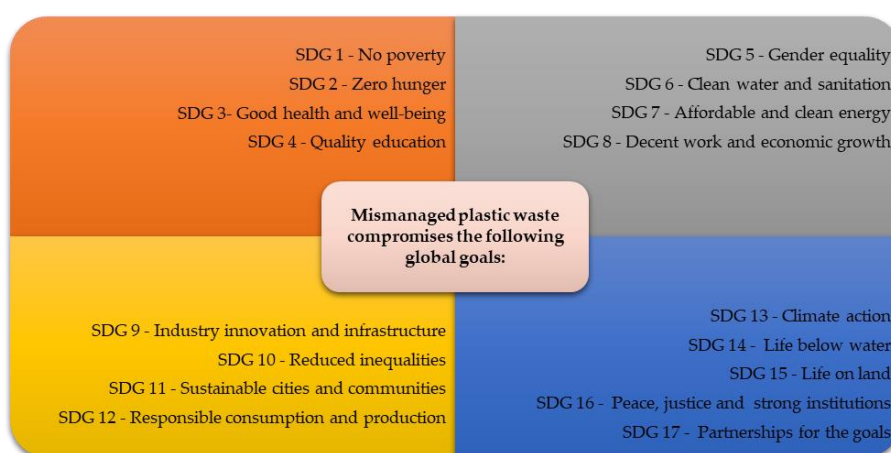 SDG 1 - No poverty
SDG 2 - Zero hunger
SDG 3- Good health and well-being
SDG 4 - Quality education
SDG 5 - Gender equality
SDG 6 - Clean water and sanitation
SDG 7 - Affordable and clean energy
SDG 8 - Decent work and economic growth
Mismanaged plastic waste
compromises the following
global goals:
SDG 9 - Industry innovation and infrastructure
SDG 10 - Reduced inequalities
SDG 11 - Sustainable cities and communities
SDG 12 - Responsible consumption and production
SDG 13 - Climate action
SDG 14 - Life below water
SDG 15 - Life on land
SDG 16 - Peace, justice and strong institutions
SDG 17 - Partnerships for the goals